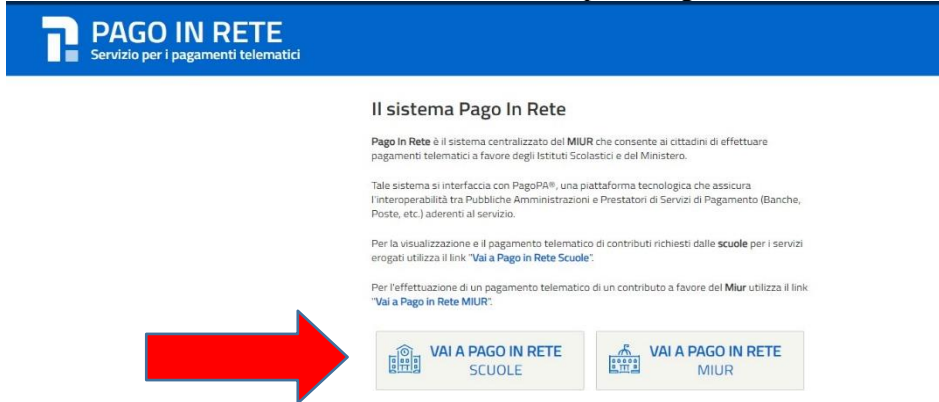 PAGO IN RETE
Servizio per i pagamenti telematici
Il sistema Pago In Rete
Pago In Rete è il sistema centralizzato del MIUR che consente ai cittadini di effettuare
pagamenti telematici a favore degli Istituti Scolastici e del Ministero.
Tale sistema si interfaccia con PagoPA®, una piattaforma tecnologica che assicura
l'interoperabilità tra Pubbliche Amministrazioni e Prestatori di Servizi di Pagamento (Banche,
Poste, etc.) aderenti al servizio.
Per la visualizzazione e il pagamento telematico di contributi richiesti dalle scuole per i servizi
erogati utilizza il link "Vai a Pago in Rete Scuole".
Per l'effettuazione di un pagamento telematico di un contributo a favore del Miur utilizza il link
"Vai a Pago in Rete MIUR".
VAI A PAGO IN RETE
SCUOLE
VAI A PAGO IN RETE
MIUR